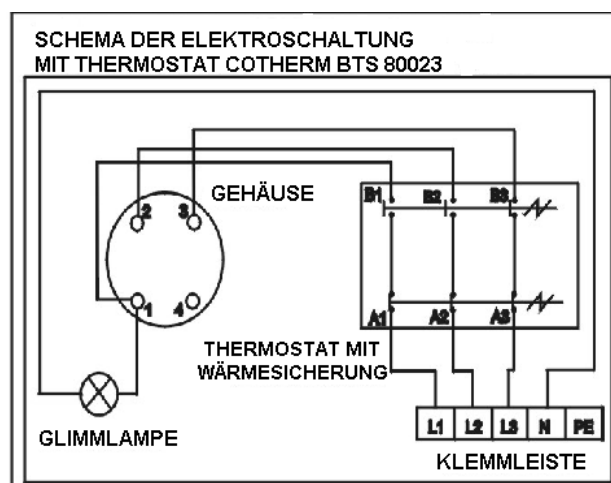 SCHEMA DER ELEKTROSCHALTUNG
MIT THERMOSTAT COTHERM BTS 80023
GEHÄUSE
B1 B2 B3
2 3
1 4
A1 A2 A3
THERMOSTAT MIT
WÄRMESICHERUNG
L1 L2 L3 N PE
GLIMMLAMPE
KLEMMLEISTE